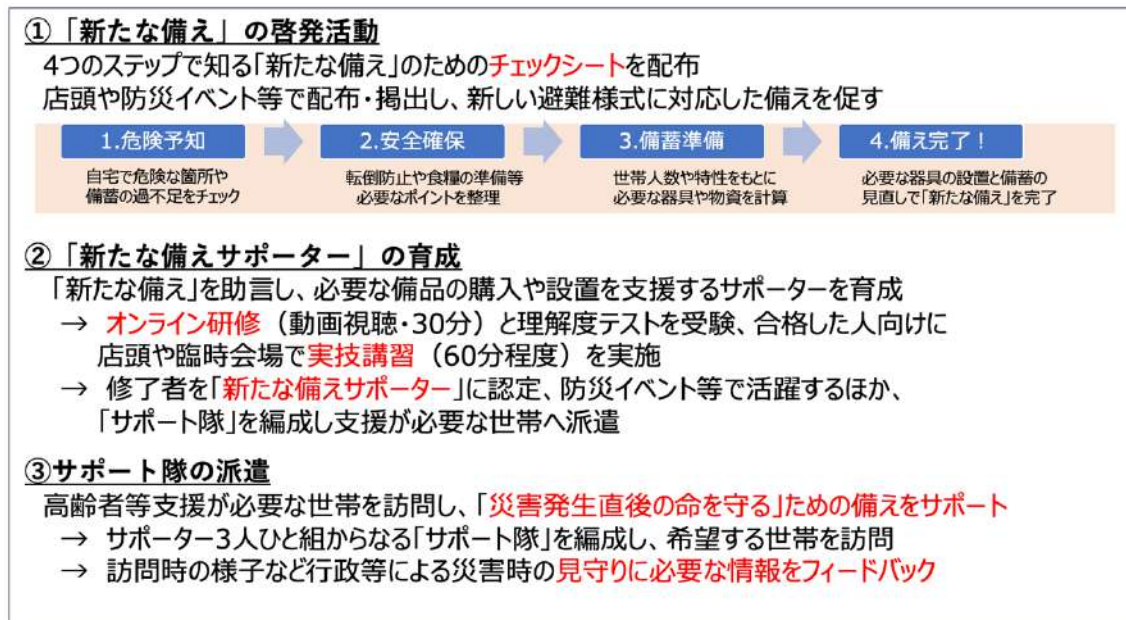 ①「新たな備え」の啓発活動
4つのステップで知る「新たな備え」のためのチェックシートを配布
店頭や防災イベント等で配布・掲出し、新しい避難様式に対応した備えを促す
1.危険予知
自宅で危険な箇所や
備蓄の過不足をチェック
2.安全確保
転倒防止や食糧の準備等
必要なポイントを整理
3.備蓄準備
世帯人数や特性をもとに
必要な器具や物資を計算
4.備え完了！
必要な器具の設置と備蓄の
見直しで「新たな備え」を完了
②「新たな備えサポーター」の育成
「新たな備え」を助言し、必要な備品の購入や設置を支援するサポーターを育成
→ オンライン研修（動画視聴・30分）と理解度テストを受験、合格した人向けに
店頭や臨時会場で実技講習（60分程度）を実施
→ 修了者を「新たな備えサポーター」に認定、防災イベント等で活躍するほか、
「サポート隊」を編成し支援が必要な世帯へ派遣
③サポート隊の派遣
高齢者等支援が必要な世帯を訪問し、「災害発生直後の命を守る」ための備えをサポート
→ サポーター3人ひと組からなる「サポート隊」を編成し、希望する世帯を訪問
→ 訪問時の様子など行政等による災害時の見守りに必要な情報をフィードバック